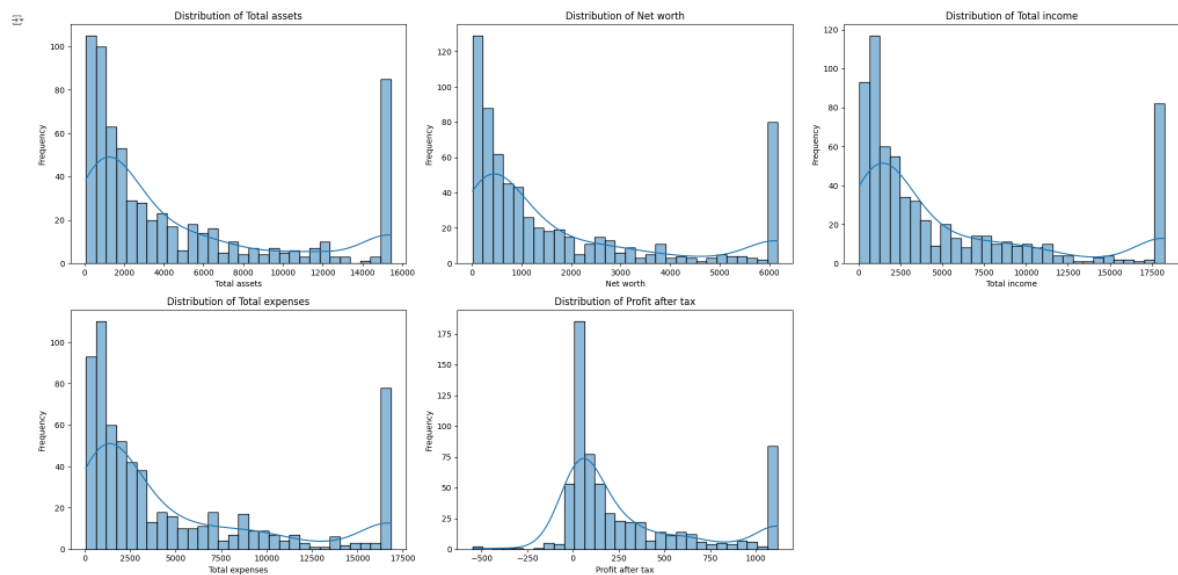 Distribution of Total assets
Frequency
100
80
60
40
20
0
0 2000 4000 6000 8000 10000 12000 14000 16000
Total assets
Distribution of Net worth
Frequency
120
100
80
60
40
20
0
0 1000 2000 3000 4000 5000 6000
Net worth
Distribution of Total income
Frequency
120
100
80
60
40
20
0
0 2500 5000 7500 10000 12500 15000 17500
Total income
Distribution of Total expenses
Frequency
100
80
60
40
20
0
0 2500 5000 7500 10000 12500 15000 17500
Total expenses
Distribution of Profit after tax
Frequency
175
150
125
100
75
50
25
0
-500 -250 0 250 500 750 1000
Profit after tax